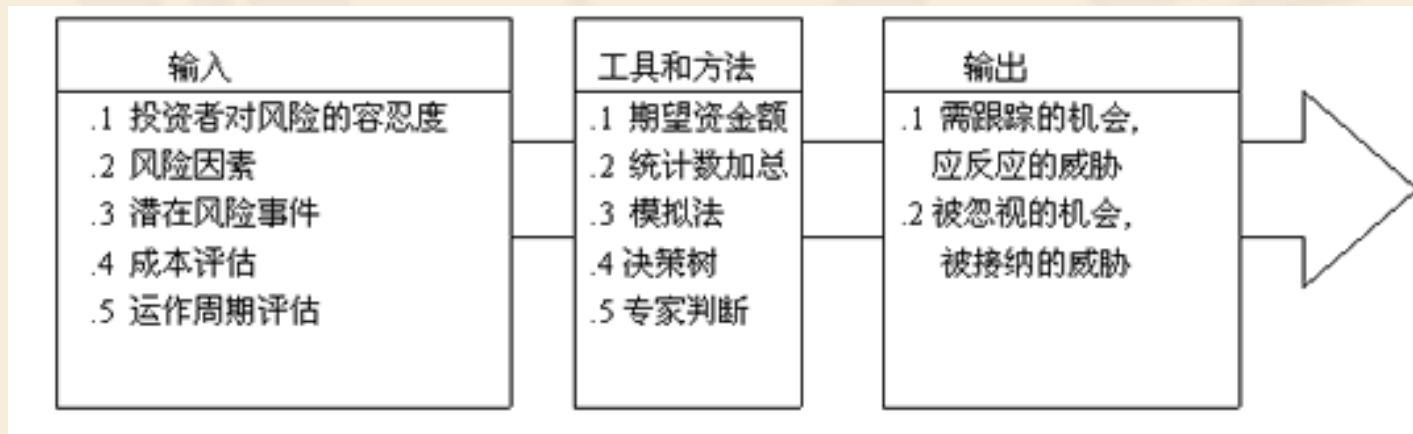 输入
.1 投资者对风险的容忍度
.2 风险因素
.3 潜在风险事件
.4 成本评估
.5 运作周期评估
工具和方法
.1 期望资金额
.2 统计数加总
.3 模拟法
.4 决策树
.5 专家判断
输出
.1 需跟踪的机会,
应反应的威胁
.2 被忽视的机会,
被接纳的威胁